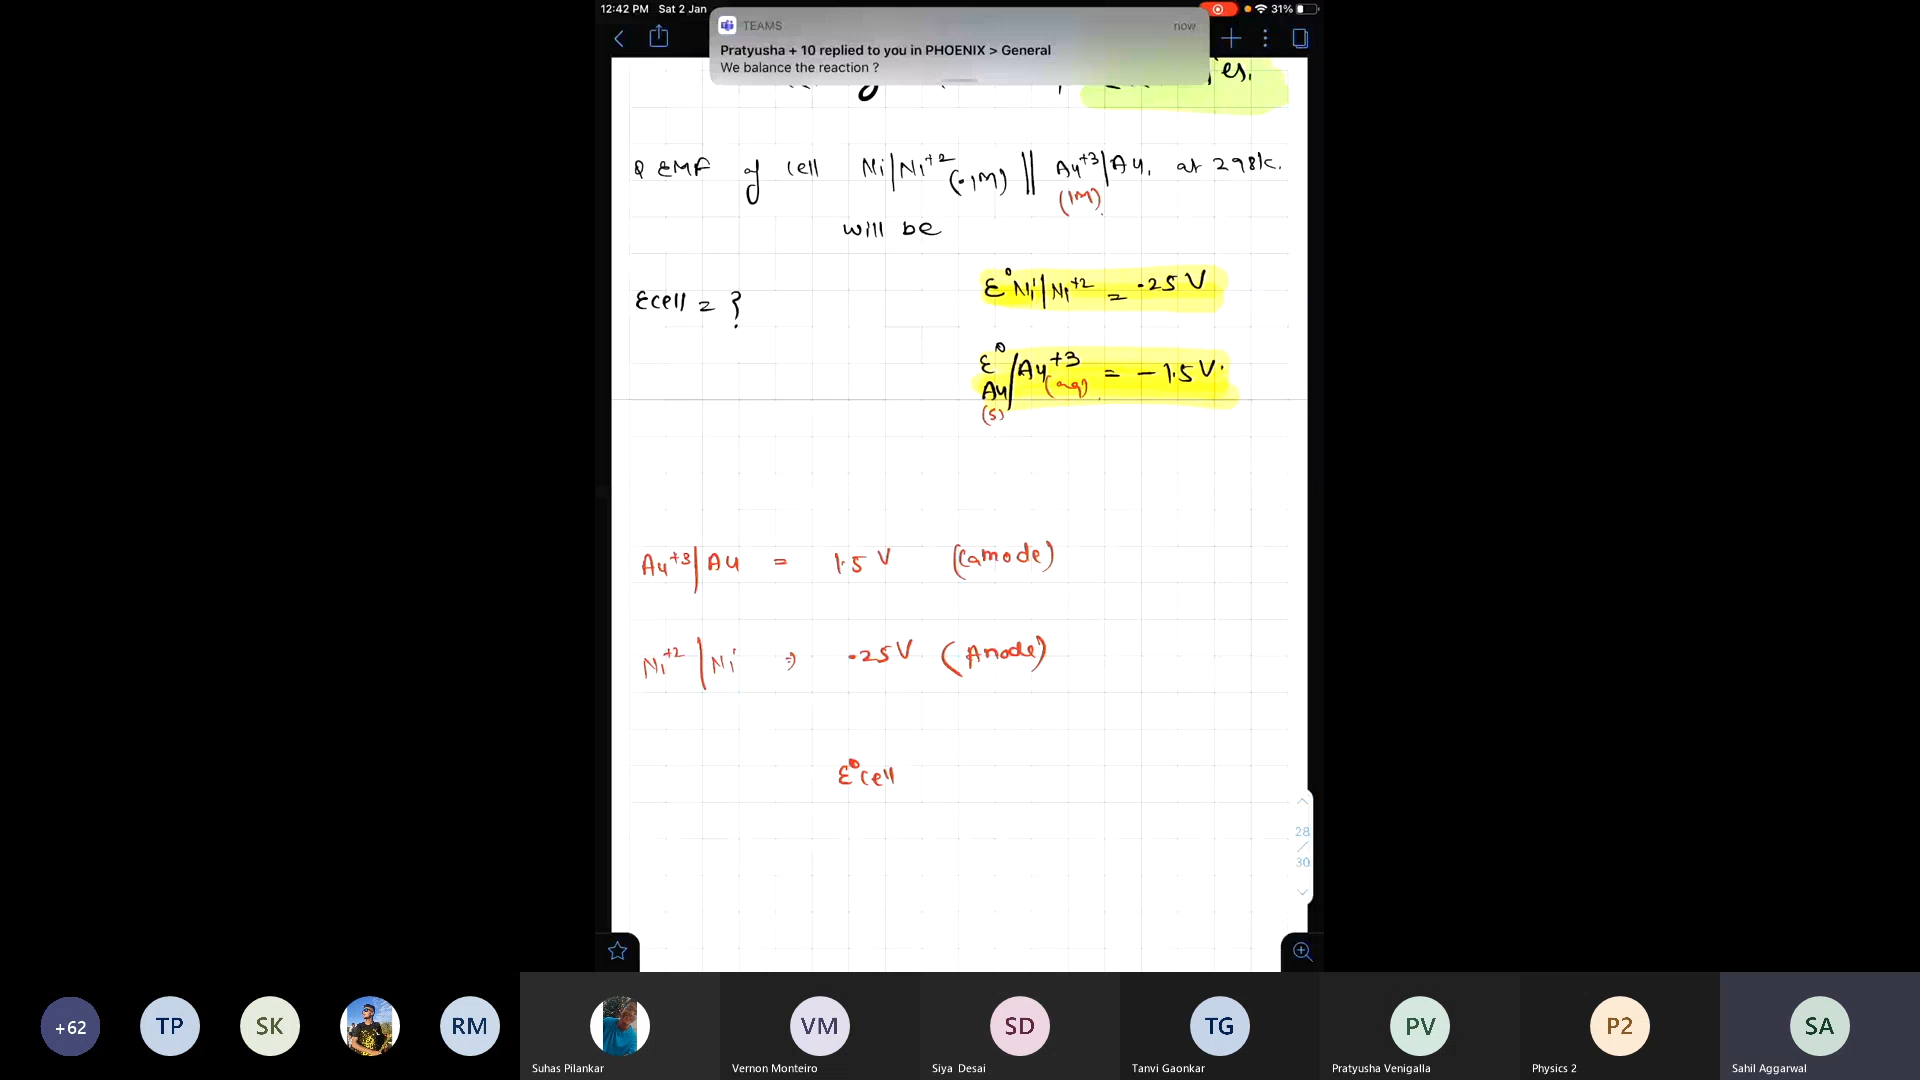 12:42 PM Sat 2 Jan
31%
TEAMS
now
Pratyusha + 10 replied to you in PHOENIX > General
We balance the reaction ?
es.
Q EMF of cell Ni|Ni+2 (.1M) || Au+3|Au, at 298k.
(1M)
will be
Ecell = ?
E° Ni|Ni+2 = .25 V
E° Au|Au+3 = -1.5 V.
(s) (aq)
Au+3|Au = 1.5 V (Camode)
Ni+2|Ni => .25V (Anode)
E°cell
28
30
+62
TP
SK
RM
VM
SD
TG
PV
P2
SA
Suhas Pilankar
Vernon Monteiro
Siya Desai
Tanvi Gaonkar
Pratyusha Venigalla
Physics 2
Sahil Aggarwal